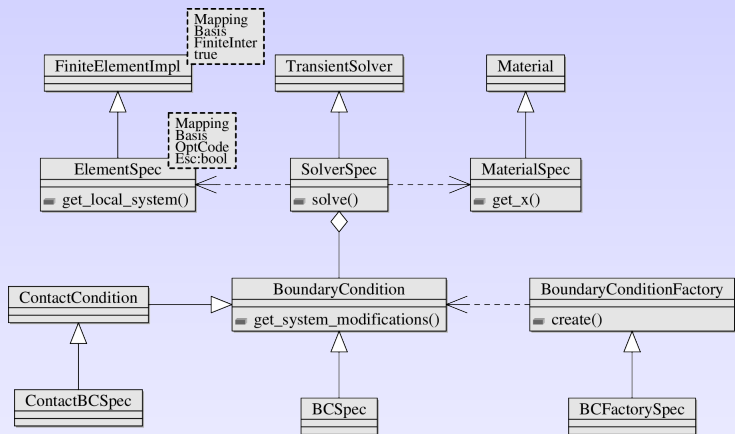 Mapping
Basis
FiniteInter
true
FiniteElementImpl
TransientSolver
Material
Mapping
Basis
OptCode
Esc:bool
ElementSpec
get_local_system()
SolverSpec
solve()
MaterialSpec
get_x()
ContactCondition
BoundaryCondition
get_system_modifications()
BoundaryConditionFactory
create()
ContactBCSpec
BCSpec
BCFactorySpec